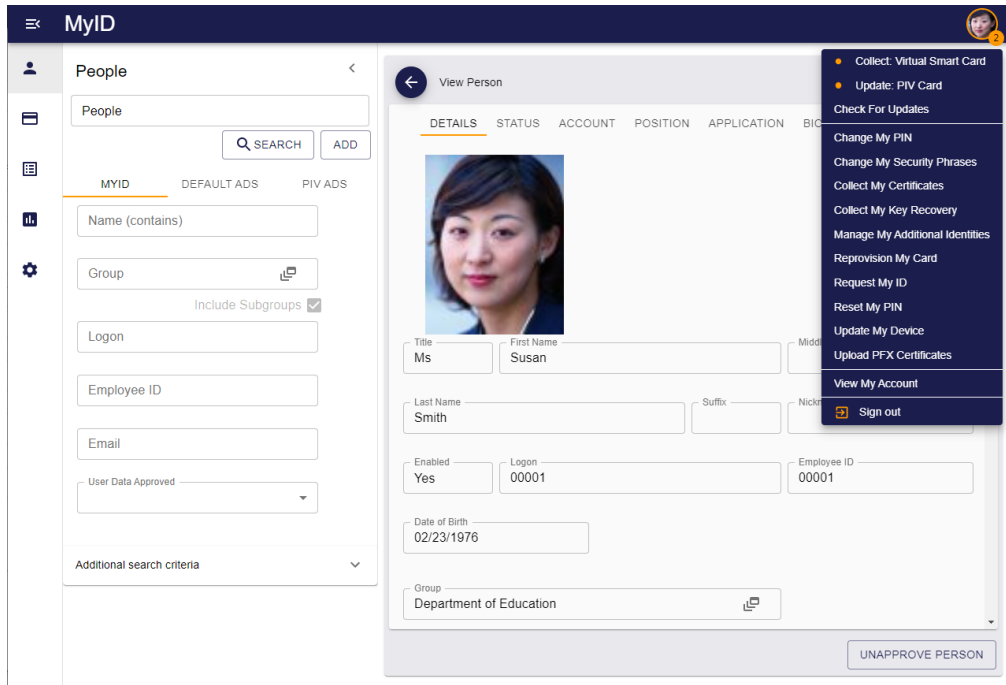 MyID
2
People
People
SEARCH
ADD
MYID
DEFAULT ADS
PIV ADS
Name (contains)
Group
Include Subgroups
Logon
Employee ID
Email
User Data Approved
Additional search criteria
View Person
DETAILS
STATUS
ACCOUNT
POSITION
APPLICATION
Title
Ms
First Name
Susan
Last Name
Smith
Suffix
Enabled
Yes
Logon
00001
Employee ID
00001
Date of Birth
02/23/1976
Group
Department of Education
UNAPPROVE PERSON
Collect: Virtual Smart Card
Update: PIV Card
Check For Updates
Change My PIN
Change My Security Phrases
Collect My Certificates
Collect My Key Recovery
Manage My Additional Identities
Reprovision My Card
Request My ID
Reset My PIN
Update My Device
Upload PFX Certificates
View My Account
Sign out